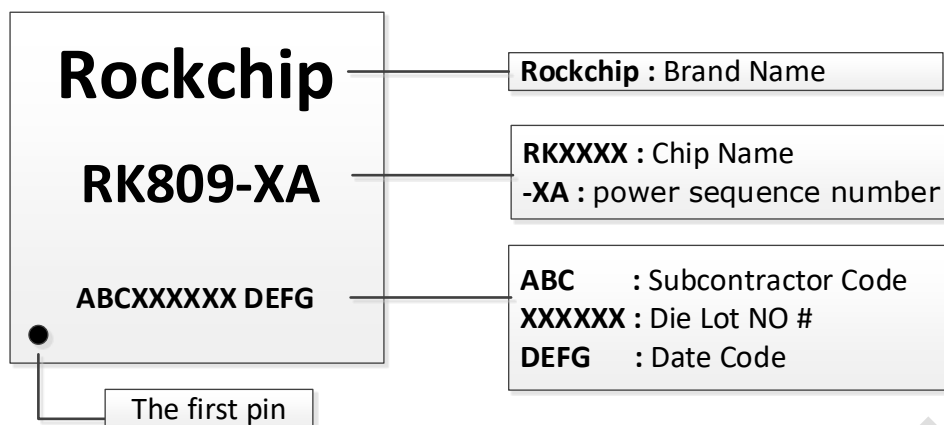 Rockchip
Rockchip : Brand Name
RK809-XA
RKXXXX : Chip Name
-XA : power sequence number
ABCXXXXXX DEFG
ABC : Subcontractor Code
XXXXXX : Die Lot NO #
DEFG : Date Code
The first pin